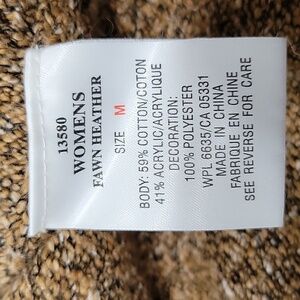 13580
WOMENS
FAWN HEATHER
SIZE M
BODY: 59% COTTON/COTON
41% ACRYLIC/ACRYLIQUE
DECORATION:
100% POLYESTER
WPL 6635/CA 05331
MADE IN CHINA
FABRIQUE EN CHINE
SEE REVERSE FOR CARE